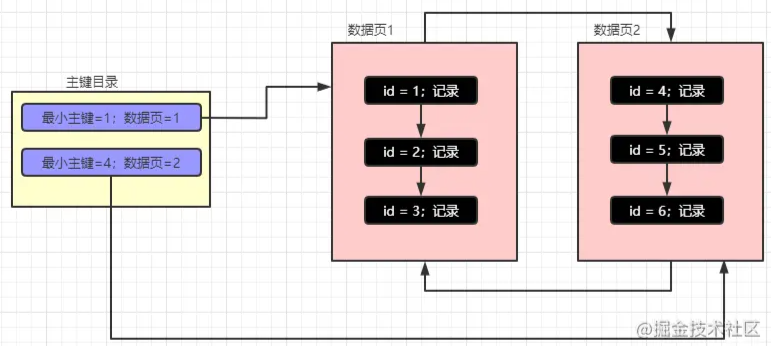 数据页1
数据页2
主键目录
最小主键=1；数据页=1
最小主键=4；数据页=2
id = 1；记录
id = 2；记录
id = 3；记录
id = 4；记录
id = 5；记录
id = 6；记录
@掘金技术社区